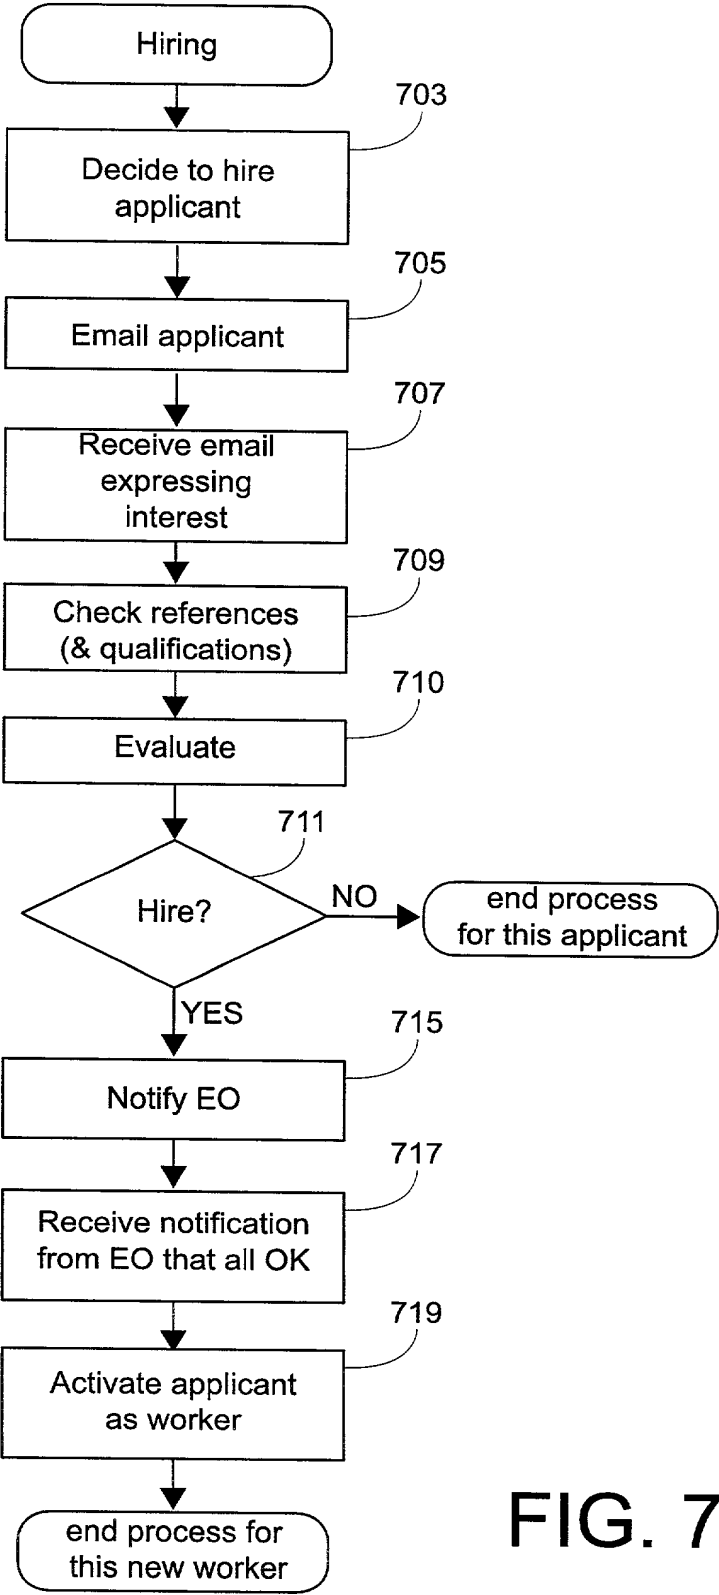 Hiring
703
Decide to hire
applicant
705
Email applicant
707
Receive email
expressing
interest
709
Check references
(& qualifications)
710
Evaluate
711
Hire?
NO
end process
for this applicant
YES
715
Notify EO
717
Receive notification
from EO that all OK
719
Activate applicant
as worker
end process for
this new worker
FIG. 7